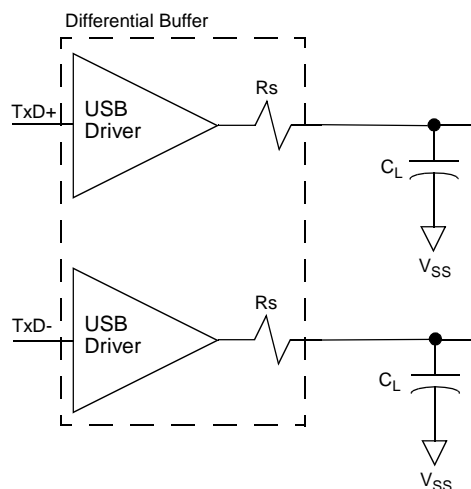 Differential Buffer
TxD+
USB
Driver
Rs
CL
VSS
TxD-
USB
Driver
Rs
CL
VSS